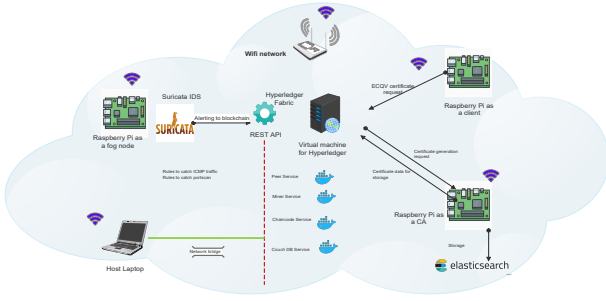 Wifi network
Suricata IDS
Hyperledger
Fabric
ECQV certificate
request
SURICATA
Alerting to blockchain
Raspberry Pi as
a client
Raspberry Pi as
a fog node
REST API
Virtual machine
for Hyperledger
Certificate generation
request
Rules to catch ICMP traffic
Rules to catch portscan
Peer Service
Certificate data for
storage
Miner Service
Raspberry Pi as
a CA
Chaincode Service
Couch DB Service
Network bridge
Storage
Host Laptop
elasticsearch